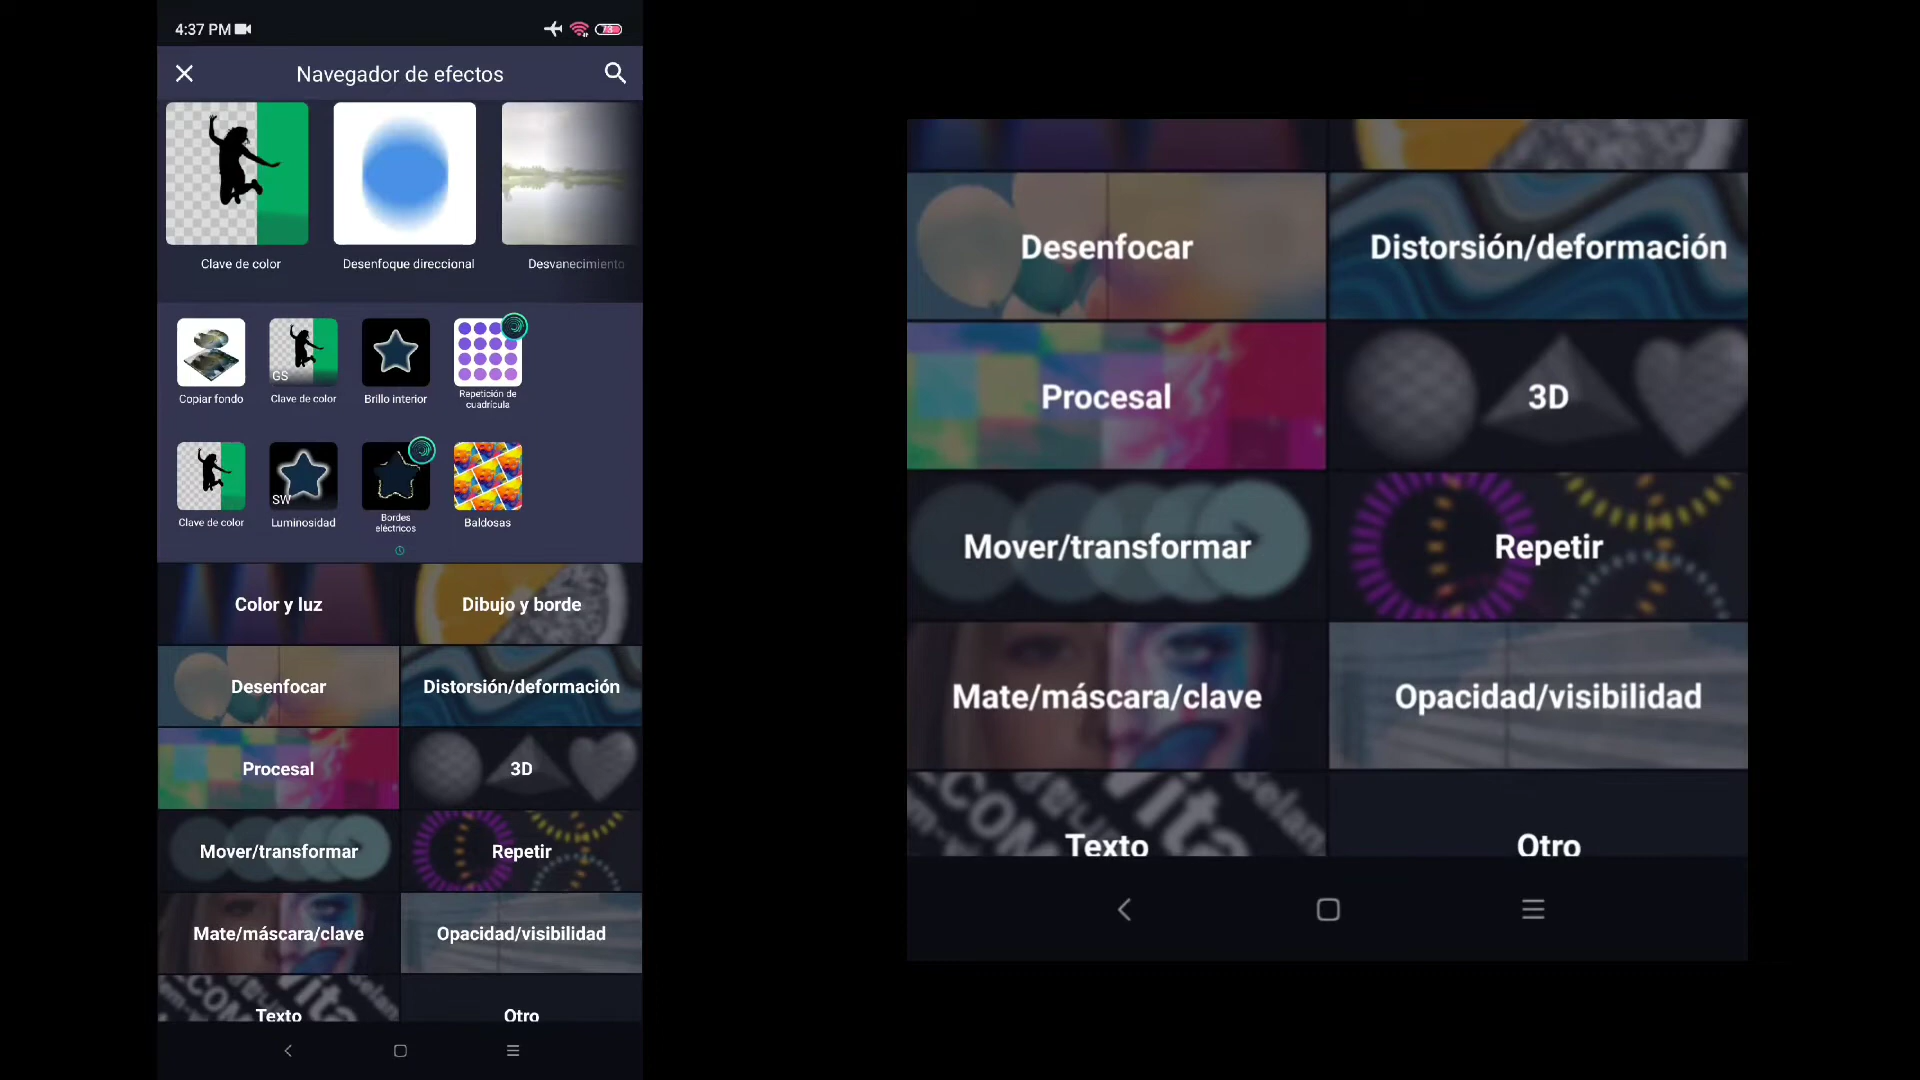 4:37 PM
73
Navegador de efectos
Clave de color
Desenfoque direccional
Desvanecimiento
GS
Copiar fondo
Clave de color
Brillo interior
Repetición de
cuadrícula
SW
Clave de color
Luminosidad
Bordes
eléctricos
Baldosas
Color y luz
Dibujo y borde
Desenfocar
Distorsión/deformación
Procesal
3D
Mover/transformar
Repetir
Mate/máscara/clave
Opacidad/visibilidad
Texto
Otro
Desenfocar
Distorsión/deformación
Procesal
3D
Mover/transformar
Repetir
Mate/máscara/clave
Opacidad/visibilidad
Texto
Otro